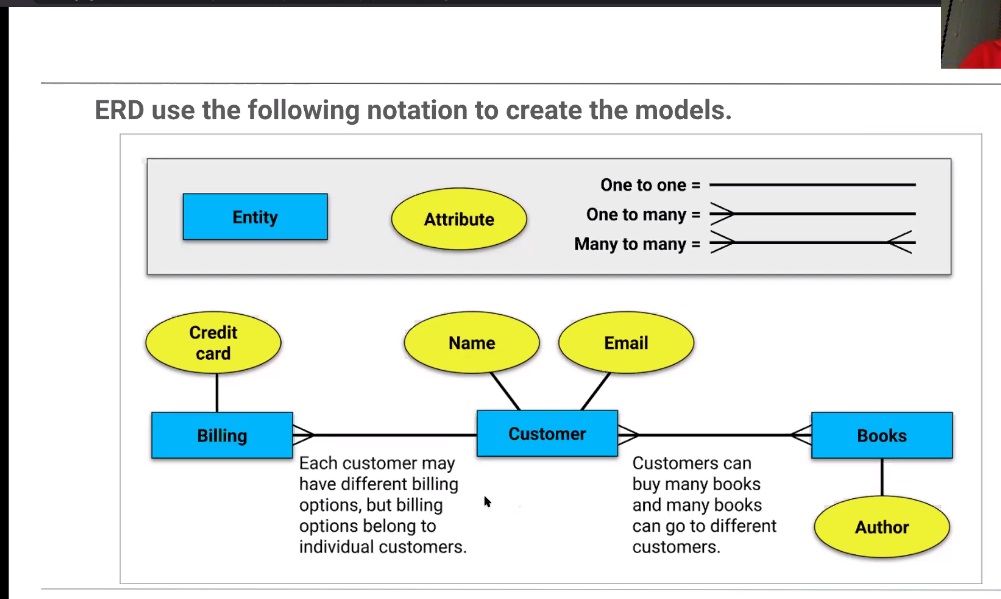 ERD use the following notation to create the models.
Entity
Attribute
One to one =
One to many =
Many to many =
Credit
card
Name
Email
Billing
Customer
Books
Each customer may
have different billing
options, but billing
options belong to
individual customers.
Customers can
buy many books
and many books
can go to different
customers.
Author